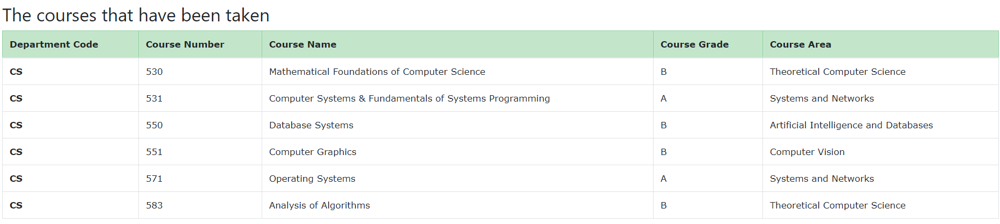 The courses that have been taken
Department Code Course Number Course Name Course Grade Course Area
CS 530 Mathematical Foundations of Computer Science B Theoretical Computer Science
CS 531 Computer Systems & Fundamentals of Systems Programming A Systems and Networks
CS 550 Database Systems B Artificial Intelligence and Databases
CS 551 Computer Graphics B Computer Vision
CS 571 Operating Systems A Systems and Networks
CS 583 Analysis of Algorithms B Theoretical Computer Science